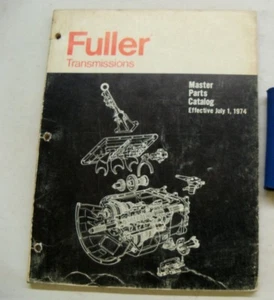 Fuller
Transmissions
Master
Parts
Catalog
Effective July 1, 1974